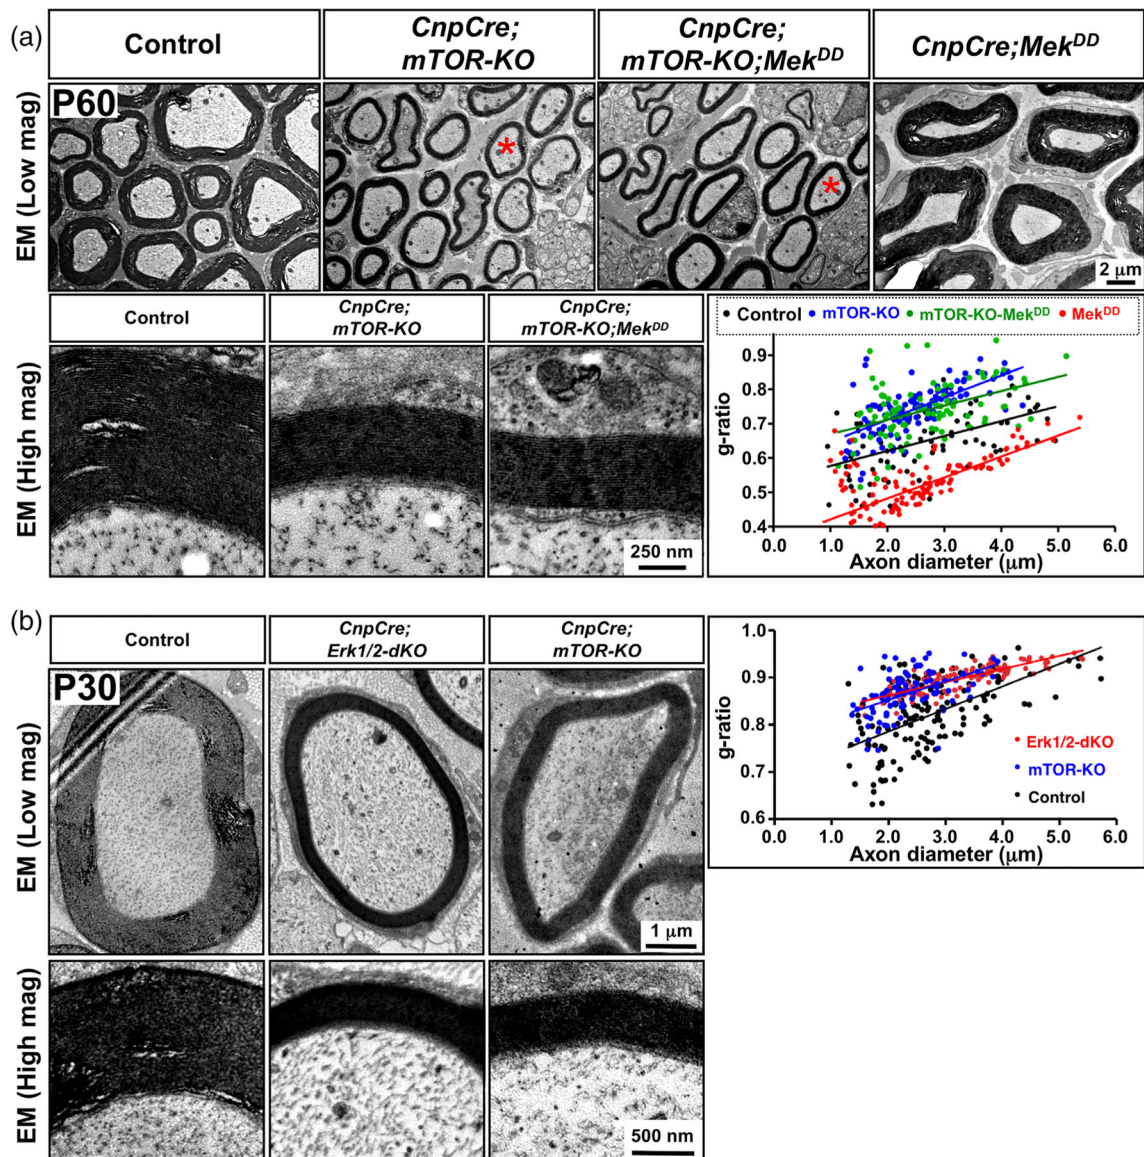 (a)
Control
CnpCre;
mTOR-KO
CnpCre;
mTOR-KO;Mek^DD
CnpCre;Mek^DD
EM (Low mag)
P60
*
*
2 μm
EM (High mag)
Control
CnpCre;
mTOR-KO
CnpCre;
mTOR-KO;Mek^DD
250 nm
Control mTOR-KO mTOR-KO-Mek^DD Mek^DD
g-ratio
0.9
0.8
0.7
0.6
0.5
0.4
0.0 1.0 2.0 3.0 4.0 5.0 6.0
Axon diameter (μm)
(b)
Control
CnpCre;
Erk1/2-dKO
CnpCre;
mTOR-KO
EM (Low mag)
P30
1 μm
EM (High mag)
500 nm
g-ratio
1.0
0.9
0.8
0.7
0.6
Erk1/2-dKO
mTOR-KO
Control
0.0 1.0 2.0 3.0 4.0 5.0 6.0
Axon diameter (μm)